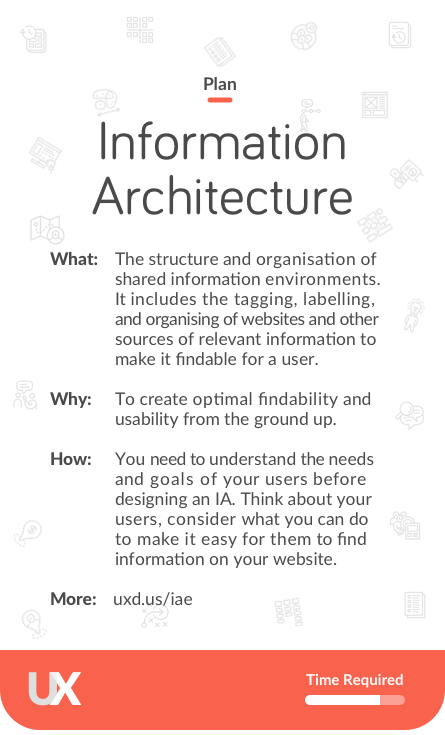 Plan
Information
Architecture
What: The structure and organisation of
shared information environments.
It includes the tagging, labelling,
and organising of websites and other
sources of relevant information to
make it findable for a user.
Why: To create optimal findability and
usability from the ground up.
How: You need to understand the needs
and goals of your users before
designing an IA. Think about your
users, consider what you can do
to make it easy for them to find
information on your website.
More: uxd.us/iae
UX
Time Required